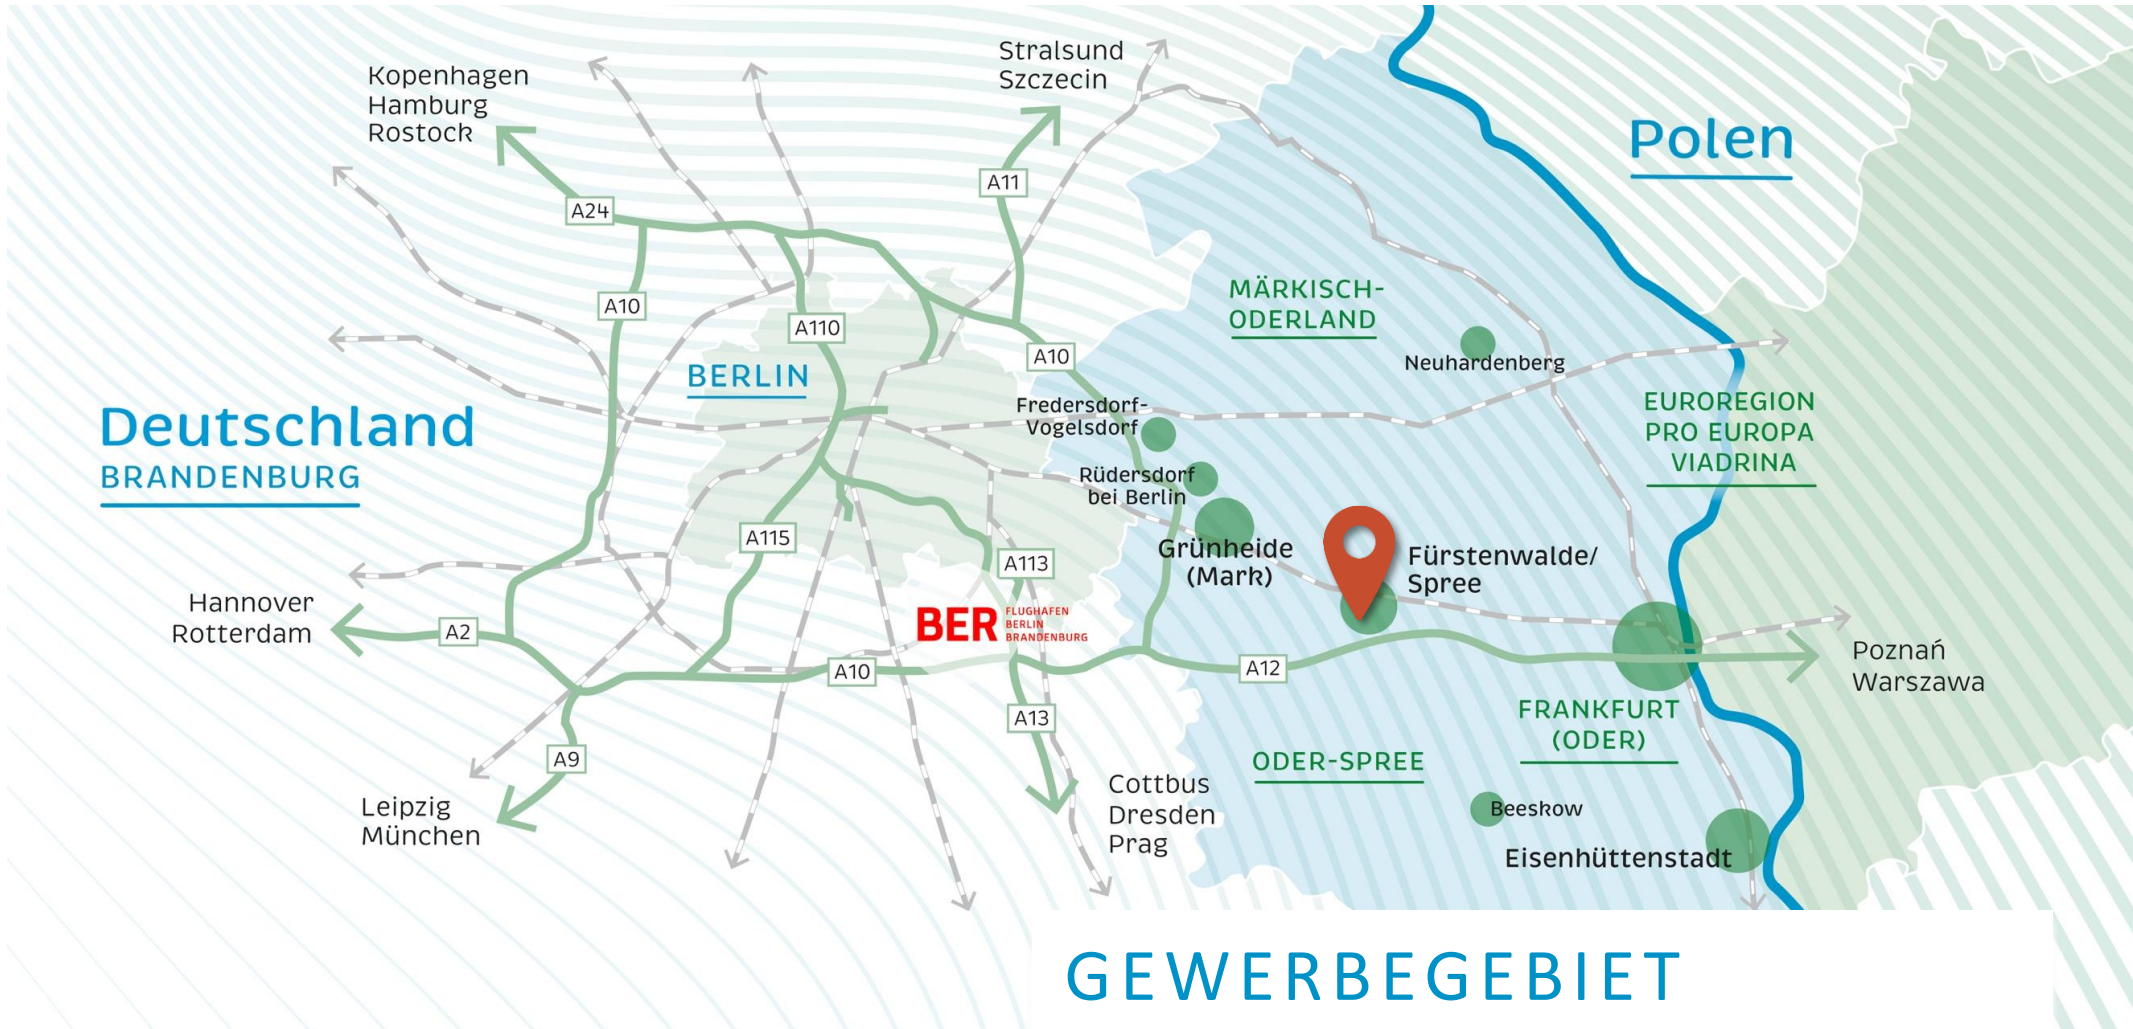 Stralsund
Szczecin
Kopenhagen
Hamburg
Rostock
Polen
A11
A24
MÄRKISCH-
ODERLAND
A10
A110
A10
Neuhardenberg
BERLIN
EUROREGION
PRO EUROPA
VIADRINA
Fredersdorf-
Vogelsdorf
Deutschland
BRANDENBURG
Rüdersdorf
bei Berlin
A115
Grünheide
(Mark)
Fürstenwalde/
Spree
A113
Hannover
Rotterdam
A2
BER
FLUGHAFEN
BERLIN
BRANDENBURG
A10
A12
Poznań
Warszawa
A13
FRANKFURT
(ODER)
A9
ODER-SPREE
Leipzig
München
Cottbus
Dresden
Prag
Beeskow
Eisenhüttenstadt
GEWERBEGEBIET